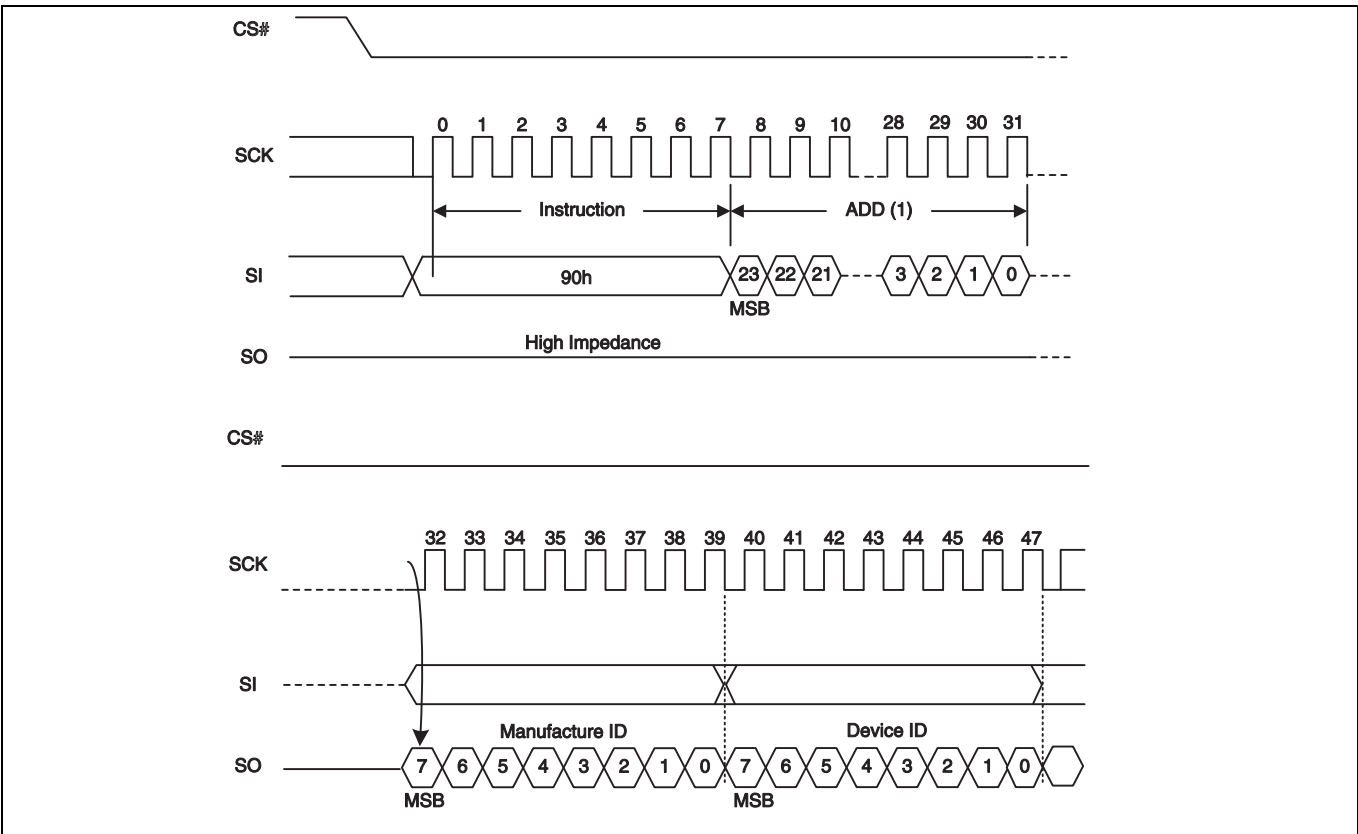 CS#
0 1 2 3 4 5 6 7 8 9 10 28 29 30 31
SCK
Instruction ADD (1)
SI 90h 23 22 21 3 2 1 0
MSB
High Impedance
SO
CS#
32 33 34 35 36 37 38 39 40 41 42 43 44 45 46 47
SCK
SI
Manufacture ID Device ID
SO 7 6 5 4 3 2 1 0 7 6 5 4 3 2 1 0
MSB MSB